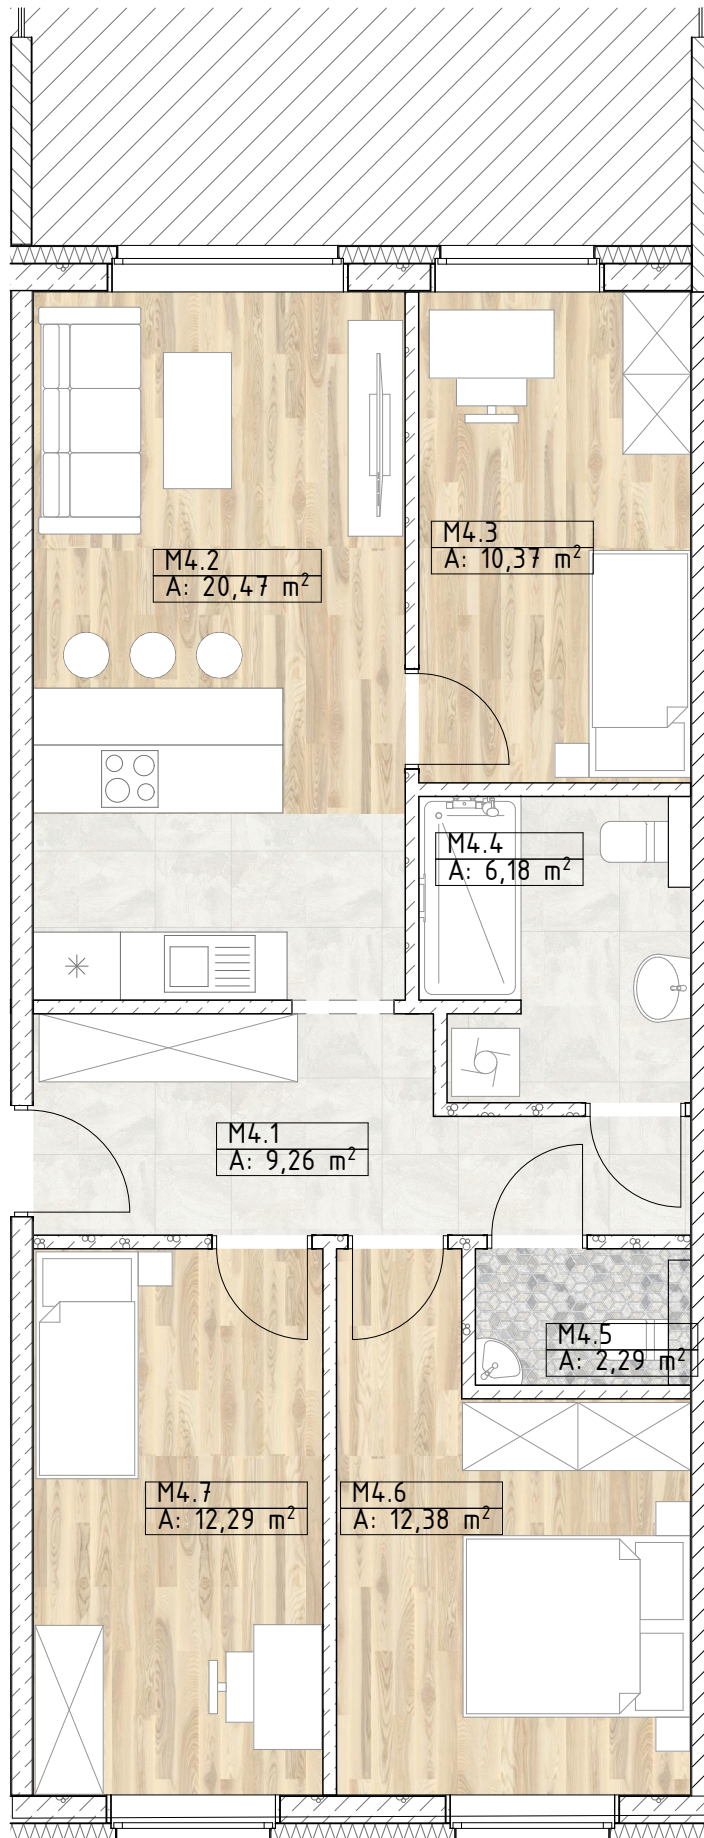 M4.3
A: 10,37 m²
M4.2
A: 20,47 m²
M4.4
A: 6,18 m²
M4.1
A: 9,26 m²
M4.5
A: 2,29 m²
M4.7
A: 12,29 m²
M4.6
A: 12,38 m²